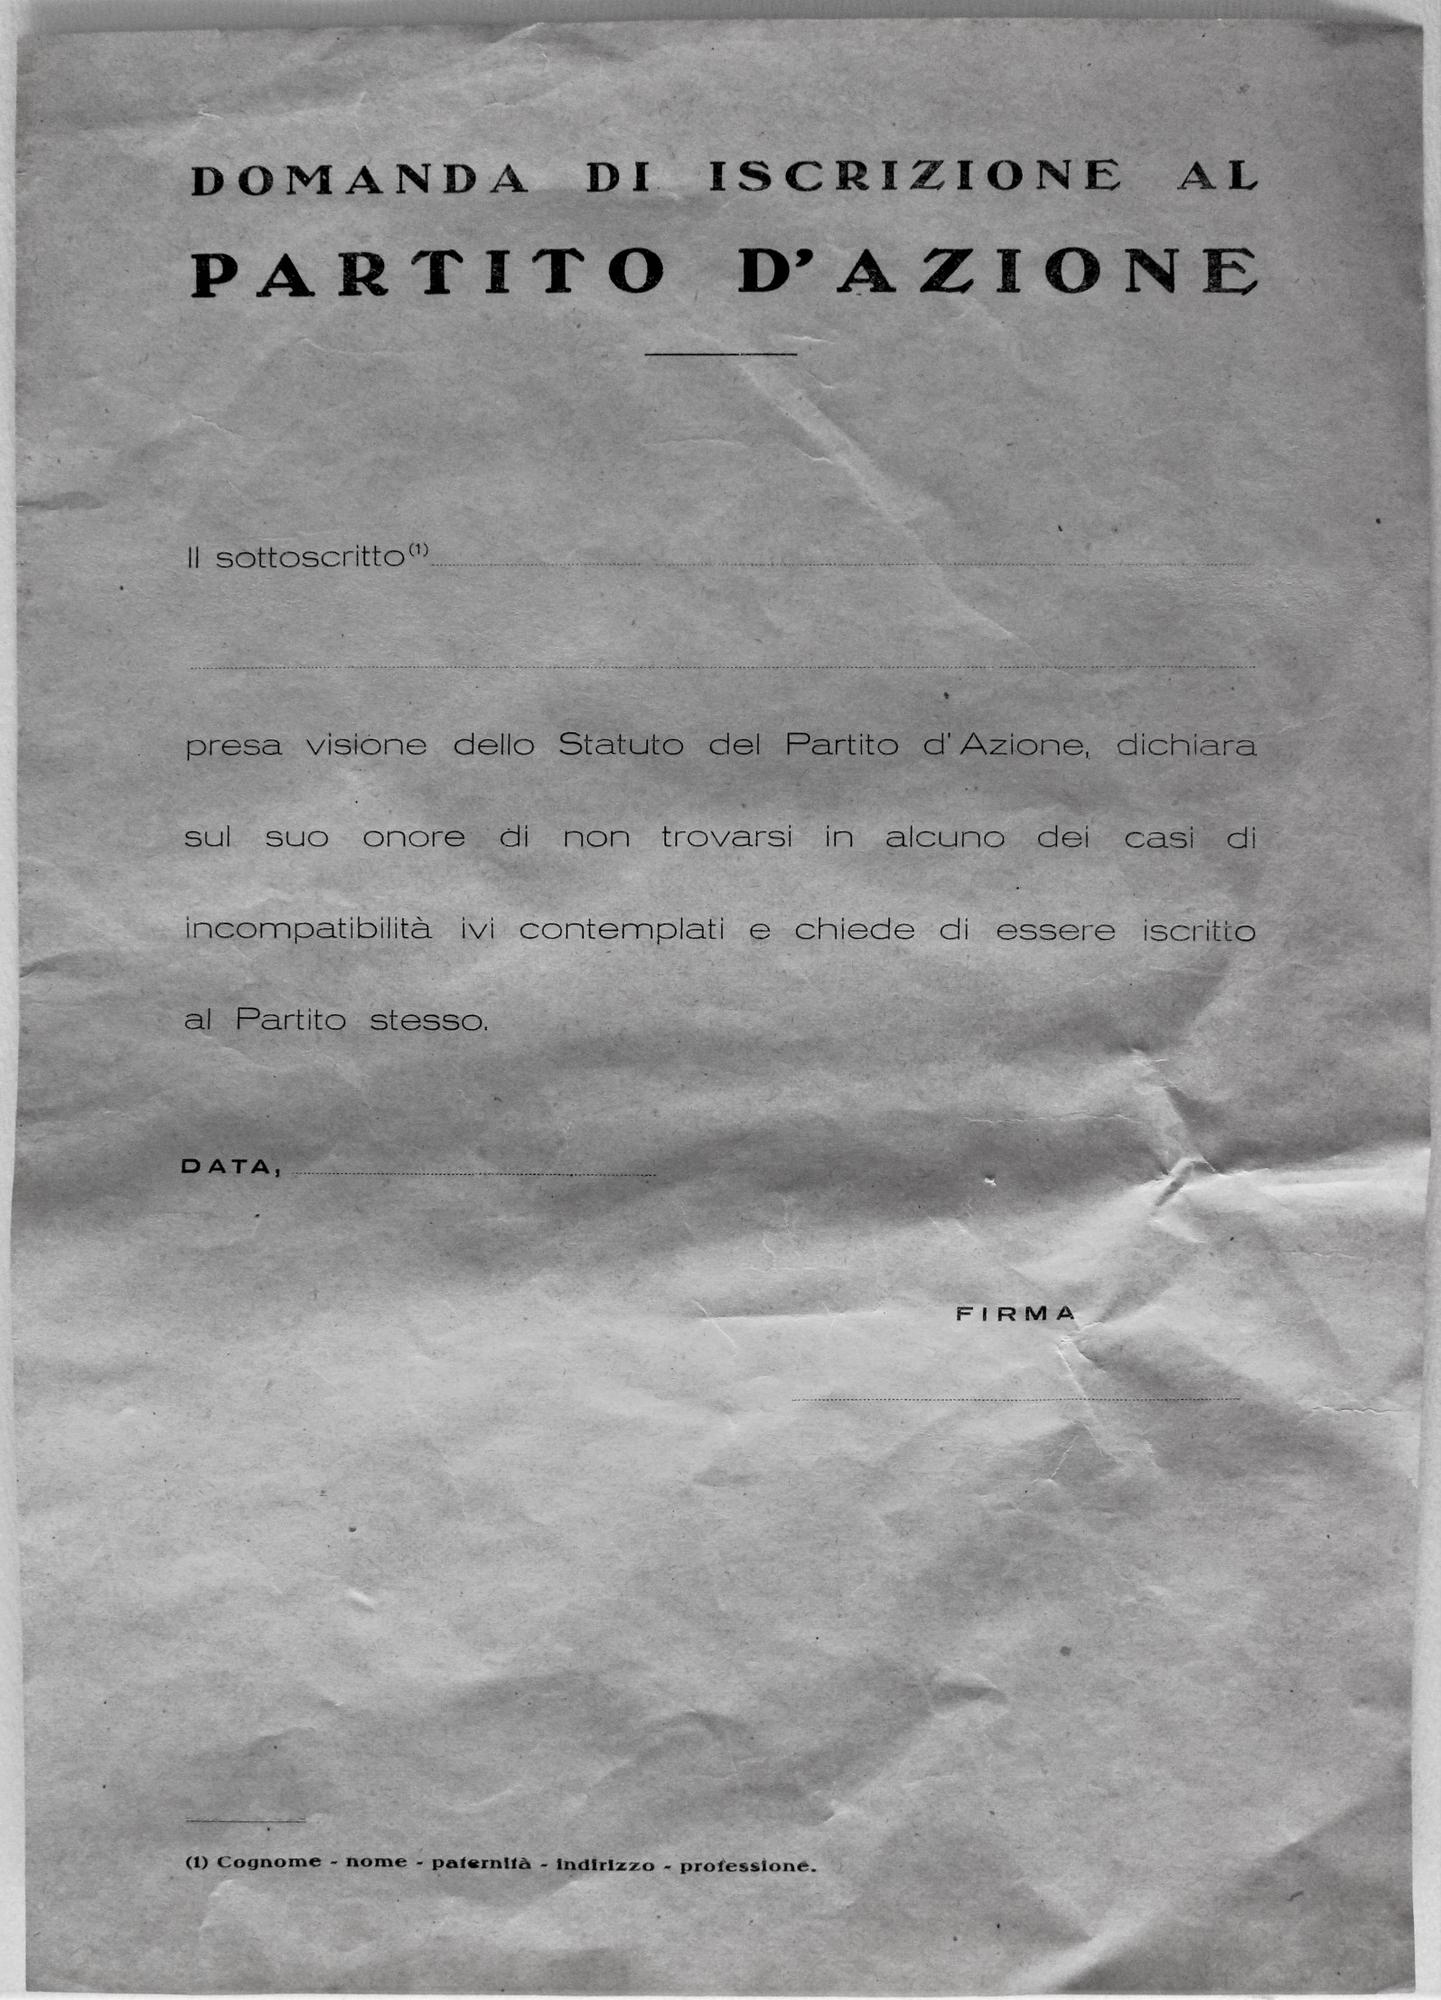 DOMANDA DI ISCRIZIONE AL
PARTITO D'AZIONE
Il sottoscritto(1)
presa visione dello Statuto del Partito d'Azione, dichiara
sul suo onore di non trovarsi in alcuno dei casi di
incompatibilità ivi contemplati e chiede di essere iscritto
al Partito stesso.
DATA,
FIRMA
(1) Cognome - nome - paternità - indirizzo - professione.